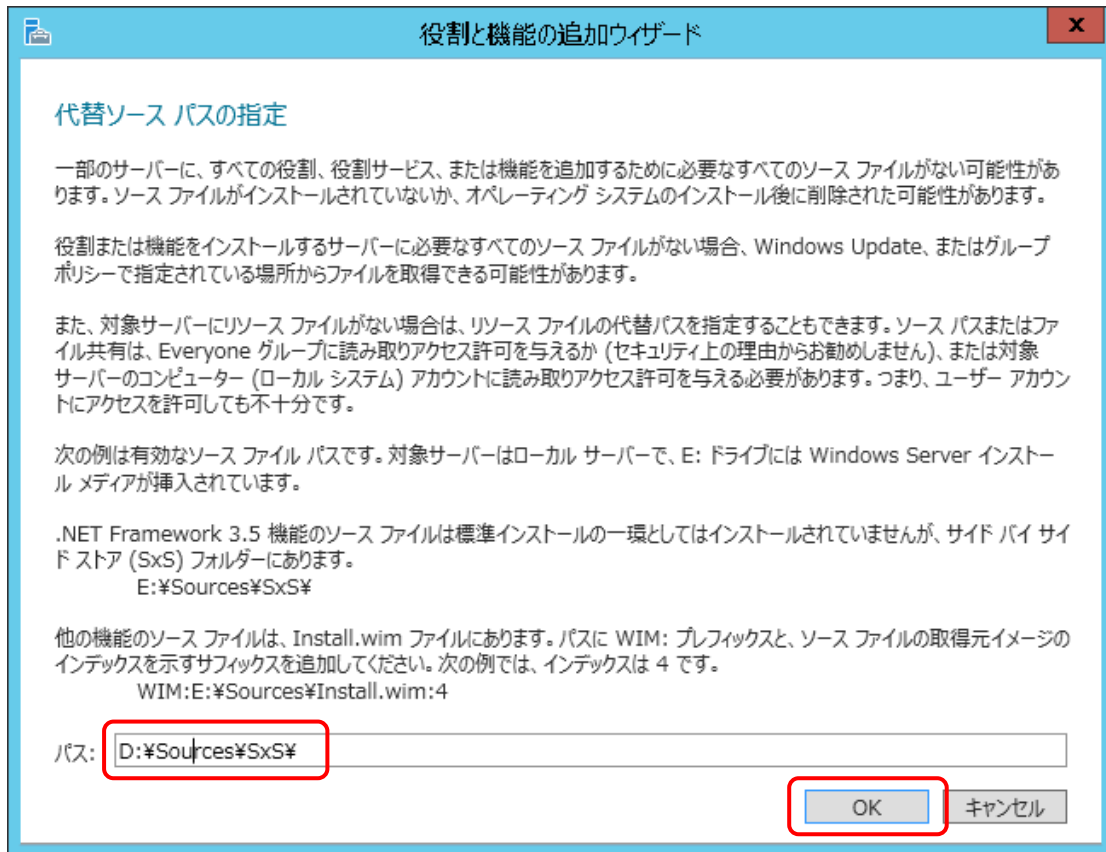 役割と機能の追加ウィザード
x
代替ソース パスの指定
一部のサーバーに、すべての役割、役割サービス、または機能を追加するために必要なすべてのソース ファイルがない可能性があ
ります。ソース ファイルがインストールされていないか、オペレーティング システムのインストール後に削除された可能性があります。
役割または機能をインストールするサーバーに必要なすべてのソース ファイルがない場合、Windows Update、またはグループ
ポリシーで指定されている場所からファイルを取得できる可能性があります。
また、対象サーバーにリソース ファイルがない場合は、リソース ファイルの代替パスを指定することもできます。ソース パスまたはファ
イル共有は、Everyone グループに読み取りアクセス許可を与えるか (セキュリティ上の理由からお勧めしません)、または対象
サーバーのコンピューター (ローカル システム) アカウントに読み取りアクセス許可を与える必要があります。つまり、ユーザー アカウン
トにアクセスを許可しても不十分です。
次の例は有効なソース ファイル パスです。対象サーバーはローカル サーバーで、E: ドライブには Windows Server インストー
ル メディアが挿入されています。
.NET Framework 3.5 機能のソース ファイルは標準インストールの一環としてはインストールされていませんが、サイド バイ サイ
ド ストア (SxS) フォルダーにあります。
E:¥Sources¥SxS¥
他の機能のソース ファイルは、Install.wim ファイルにあります。パスに WIM: プレフィックスと、ソース ファイルの取得元イメージの
インデックスを示すサフィックスを追加してください。次の例では、インデックスは 4 です。
WIM:E:¥Sources¥Install.wim:4
パス: D:¥Sources¥SxS¥
OK キャンセル